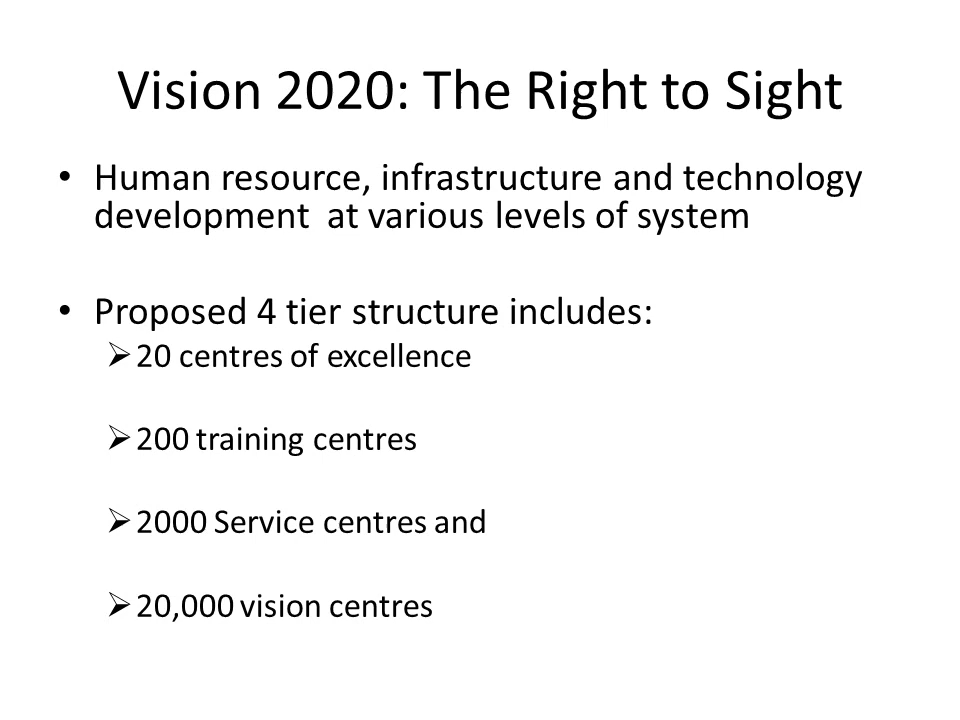 Vision 2020: The Right to Sight
• Human resource, infrastructure and technology
development  at various levels of system
• Proposed 4 tier structure includes:
➢ 20 centres of excellence
➢ 200 training centres
➢ 2000 Service centres and
➢ 20,000 vision centres